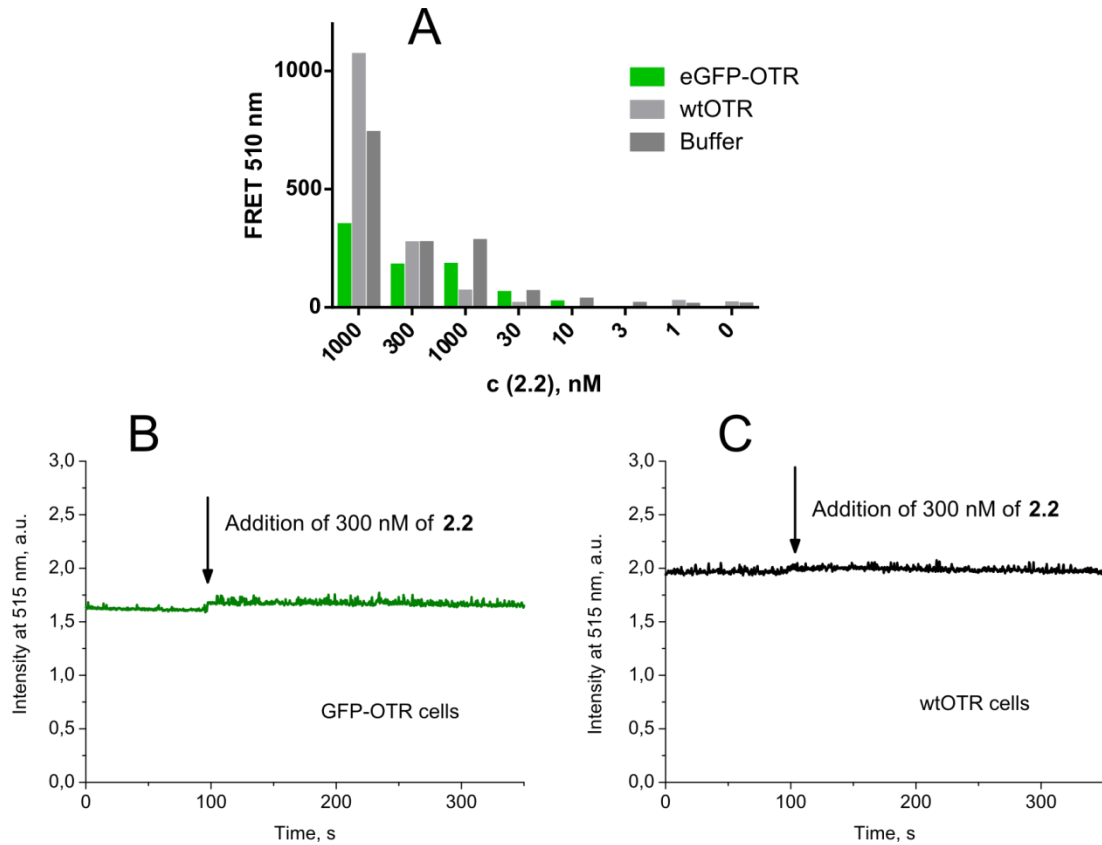 A
FRET 510 nm
1000
500
0
eGFP-OTR
wtOTR
Buffer
1000 300 1000 30 10 3 1 0
c (2.2), nM
B
Intensity at 515 nm, a.u.
3,0
2,5
2,0
1,5
1,0
0,5
0,0
Addition of 300 nM of 2.2
GFP-OTR cells
0 100 200 300
Time, s
C
Intensity at 515 nm, a.u.
3,0
2,5
2,0
1,5
1,0
0,5
0,0
Addition of 300 nM of 2.2
wtOTR cells
0 100 200 300
Time, s